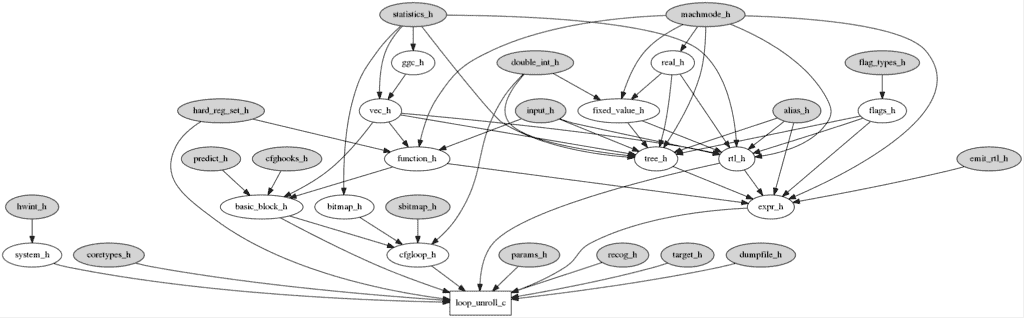 statistics_h
machmode_h
ggc_h
double_int_h
real_h
flag_types_h
hard_reg_set_h
vec_h
input_h
fixed_value_h
alias_h
flags_h
predict_h
cfghooks_h
function_h
tree_h
rtl_h
emit_rtl_h
hwint_h
basic_block_h
bitmap_h
sbitmap_h
expr_h
system_h
coretypes_h
cfgloop_h
params_h
recog_h
target_h
dumpfile_h
loop_unroll_c